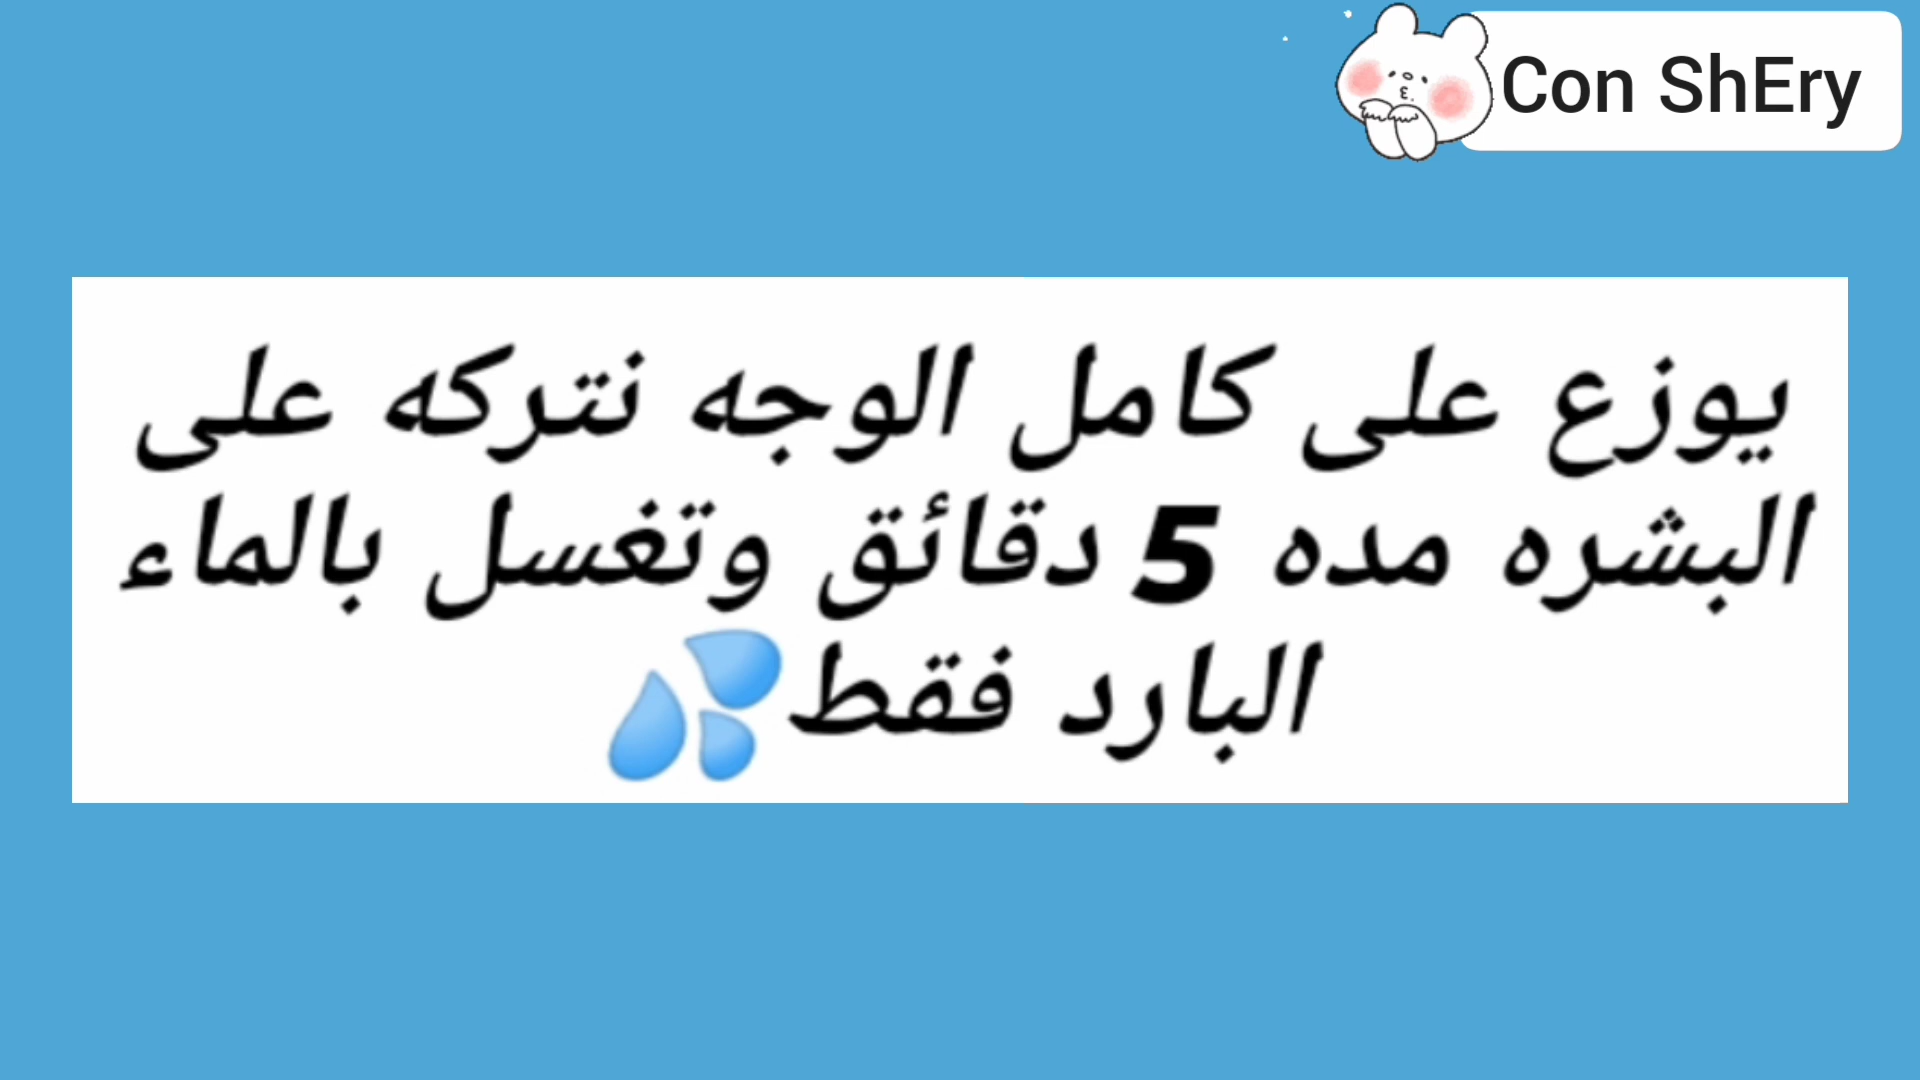 Con ShEry
يوزع على كامل الوجه نتركه على
البشره مده 5 دقائق وتغسل بالماء
البارد فقط💦